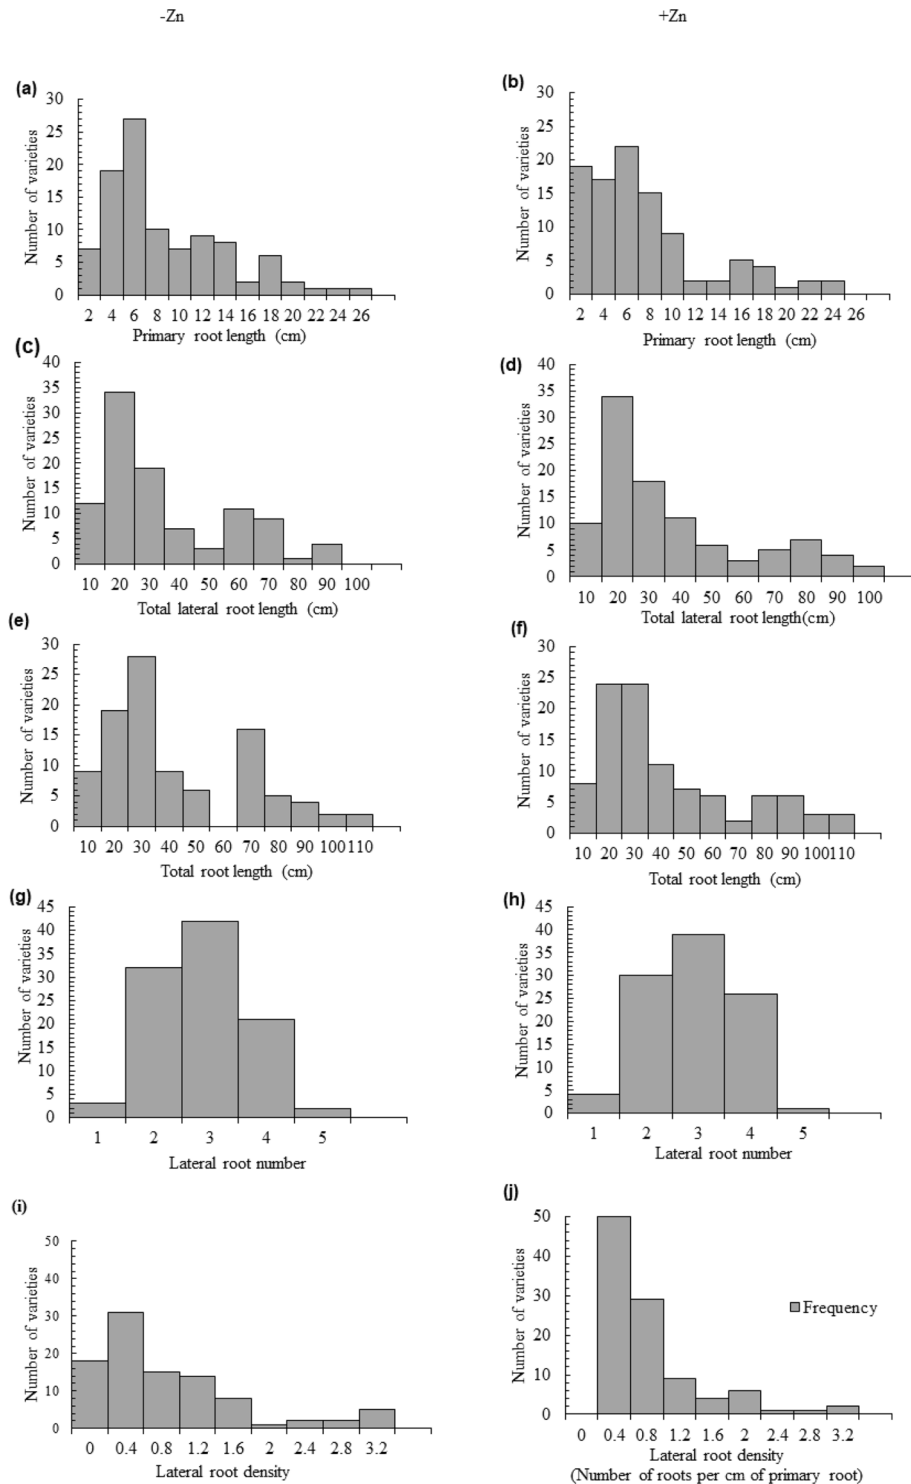 -Zn +Zn
(a)
30
25
20
15
10
5
0
Number of varieties
2 4 6 8 10 12 14 16 18 20 22 24 26
Primary root length (cm)
(b)
30
25
20
15
10
5
0
Number of varieties
2 4 6 8 10 12 14 16 18 20 22 24 26
Primary root length (cm)
(c)
40
35
30
25
20
15
10
5
0
Number of varieties
10 20 30 40 50 60 70 80 90 100
Total lateral root length (cm)
(d)
40
35
30
25
20
15
10
5
0
Number of varieties
10 20 30 40 50 60 70 80 90 100
Total lateral root length(cm)
(e)
30
25
20
15
10
5
0
Number of varieties
10 20 30 40 50 60 70 80 90 100 110
Total root length (cm)
(f)
30
25
20
15
10
5
0
Number of varieties
10 20 30 40 50 60 70 80 90 100 110
Total root length (cm)
(g)
45
40
35
30
25
20
15
10
5
0
Number of varieties
1 2 3 4 5
Lateral root number
(h)
45
40
35
30
25
20
15
10
5
0
Number of varieties
1 2 3 4 5
Lateral root number
(i)
50
40
30
20
10
0
Number of varieties
0 0.4 0.8 1.2 1.6 2 2.4 2.8 3.2
Lateral root density
(j)
50
40
30
20
10
0
Number of varieties
Frequency
0 0.4 0.8 1.2 1.6 2 2.4 2.8 3.2
Lateral root density
(Number of roots per cm of primary root)